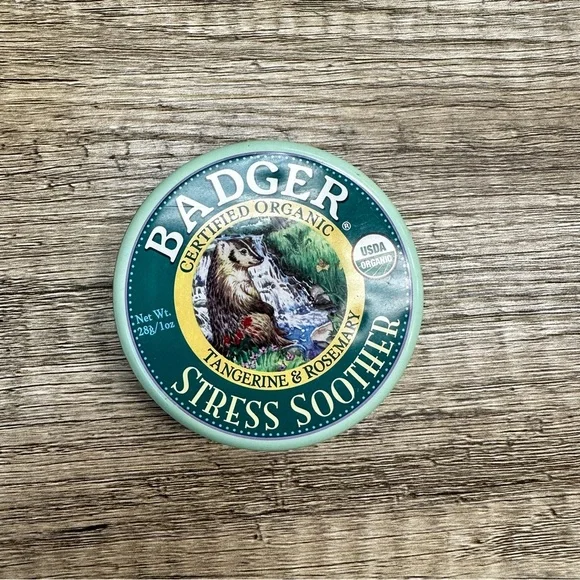 BADGER®
CERTIFIED ORGANIC
USDA
ORGANIC
Net Wt.
28g/1oz
TANGERINE & ROSEMARY
STRESS SOOTHER